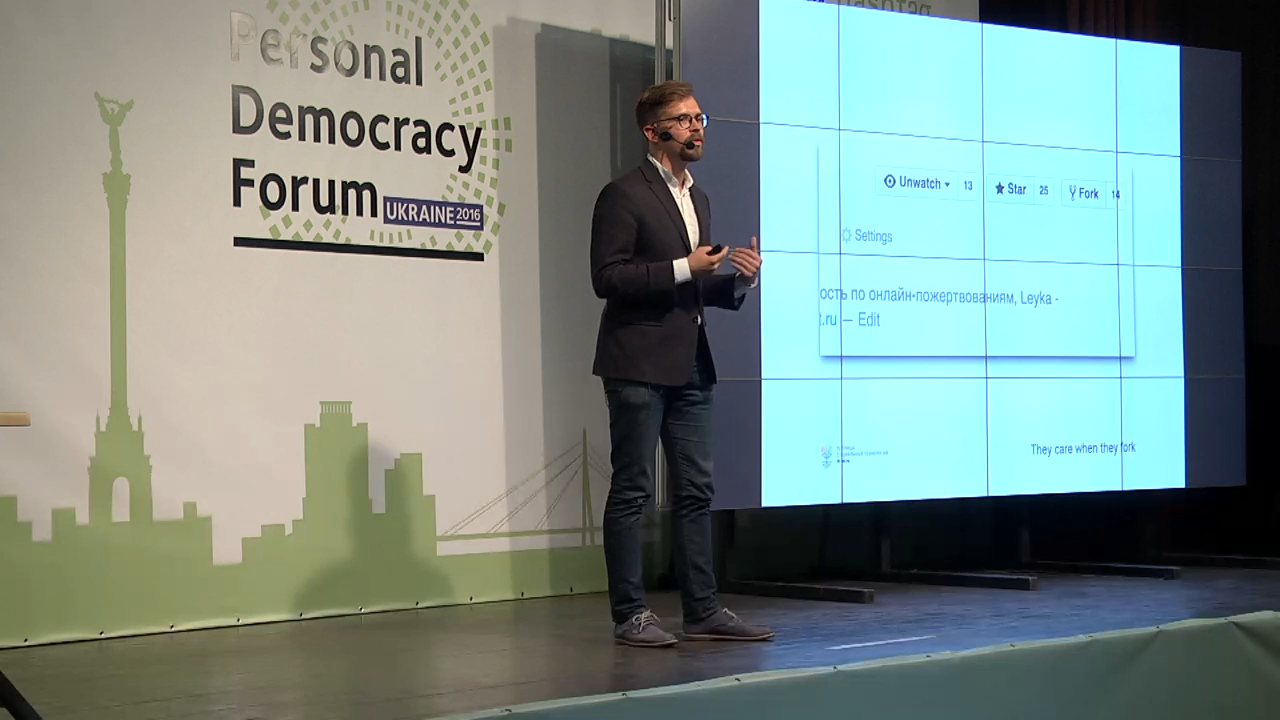 Personal
Democracy
Forum
UKRAINE 2016
hashtag
Unwatch 13
Star 25
Fork 14
Settings
ость по онлайн-пожертвованиям, Leyka -
t.ru — Edit
They care when they fork